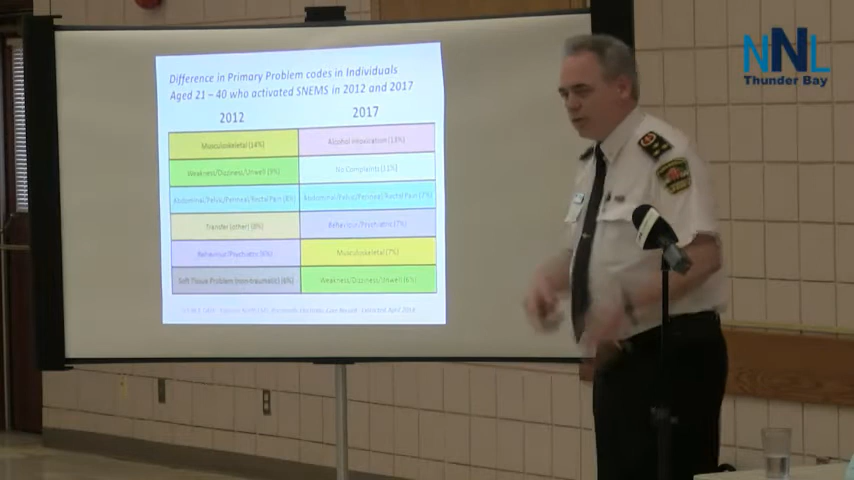 NNL
Thunder Bay
Difference in Primary Problem codes in Individuals
Aged 21 – 40 who activated SNEMS in 2012 and 2017
2012
2017
Musculoskeletal (14%)
Alcohol Intoxication (13%)
Weakness/Dizziness/Unwell (9%)
No Complaints (11%)
Abdominal/Pelvic/Perineal/Rectal Pain (8%)
Abdominal/Pelvic/Perineal/Rectal Pain (7%)
Transfer (other) (8%)
Behaviour/Psychiatric (7%)
Behaviour/Psychiatric (6%)
Musculoskeletal (7%)
Soft Tissue Problem (non-traumatic) (6%)
Weakness/Dizziness/Unwell (6%)